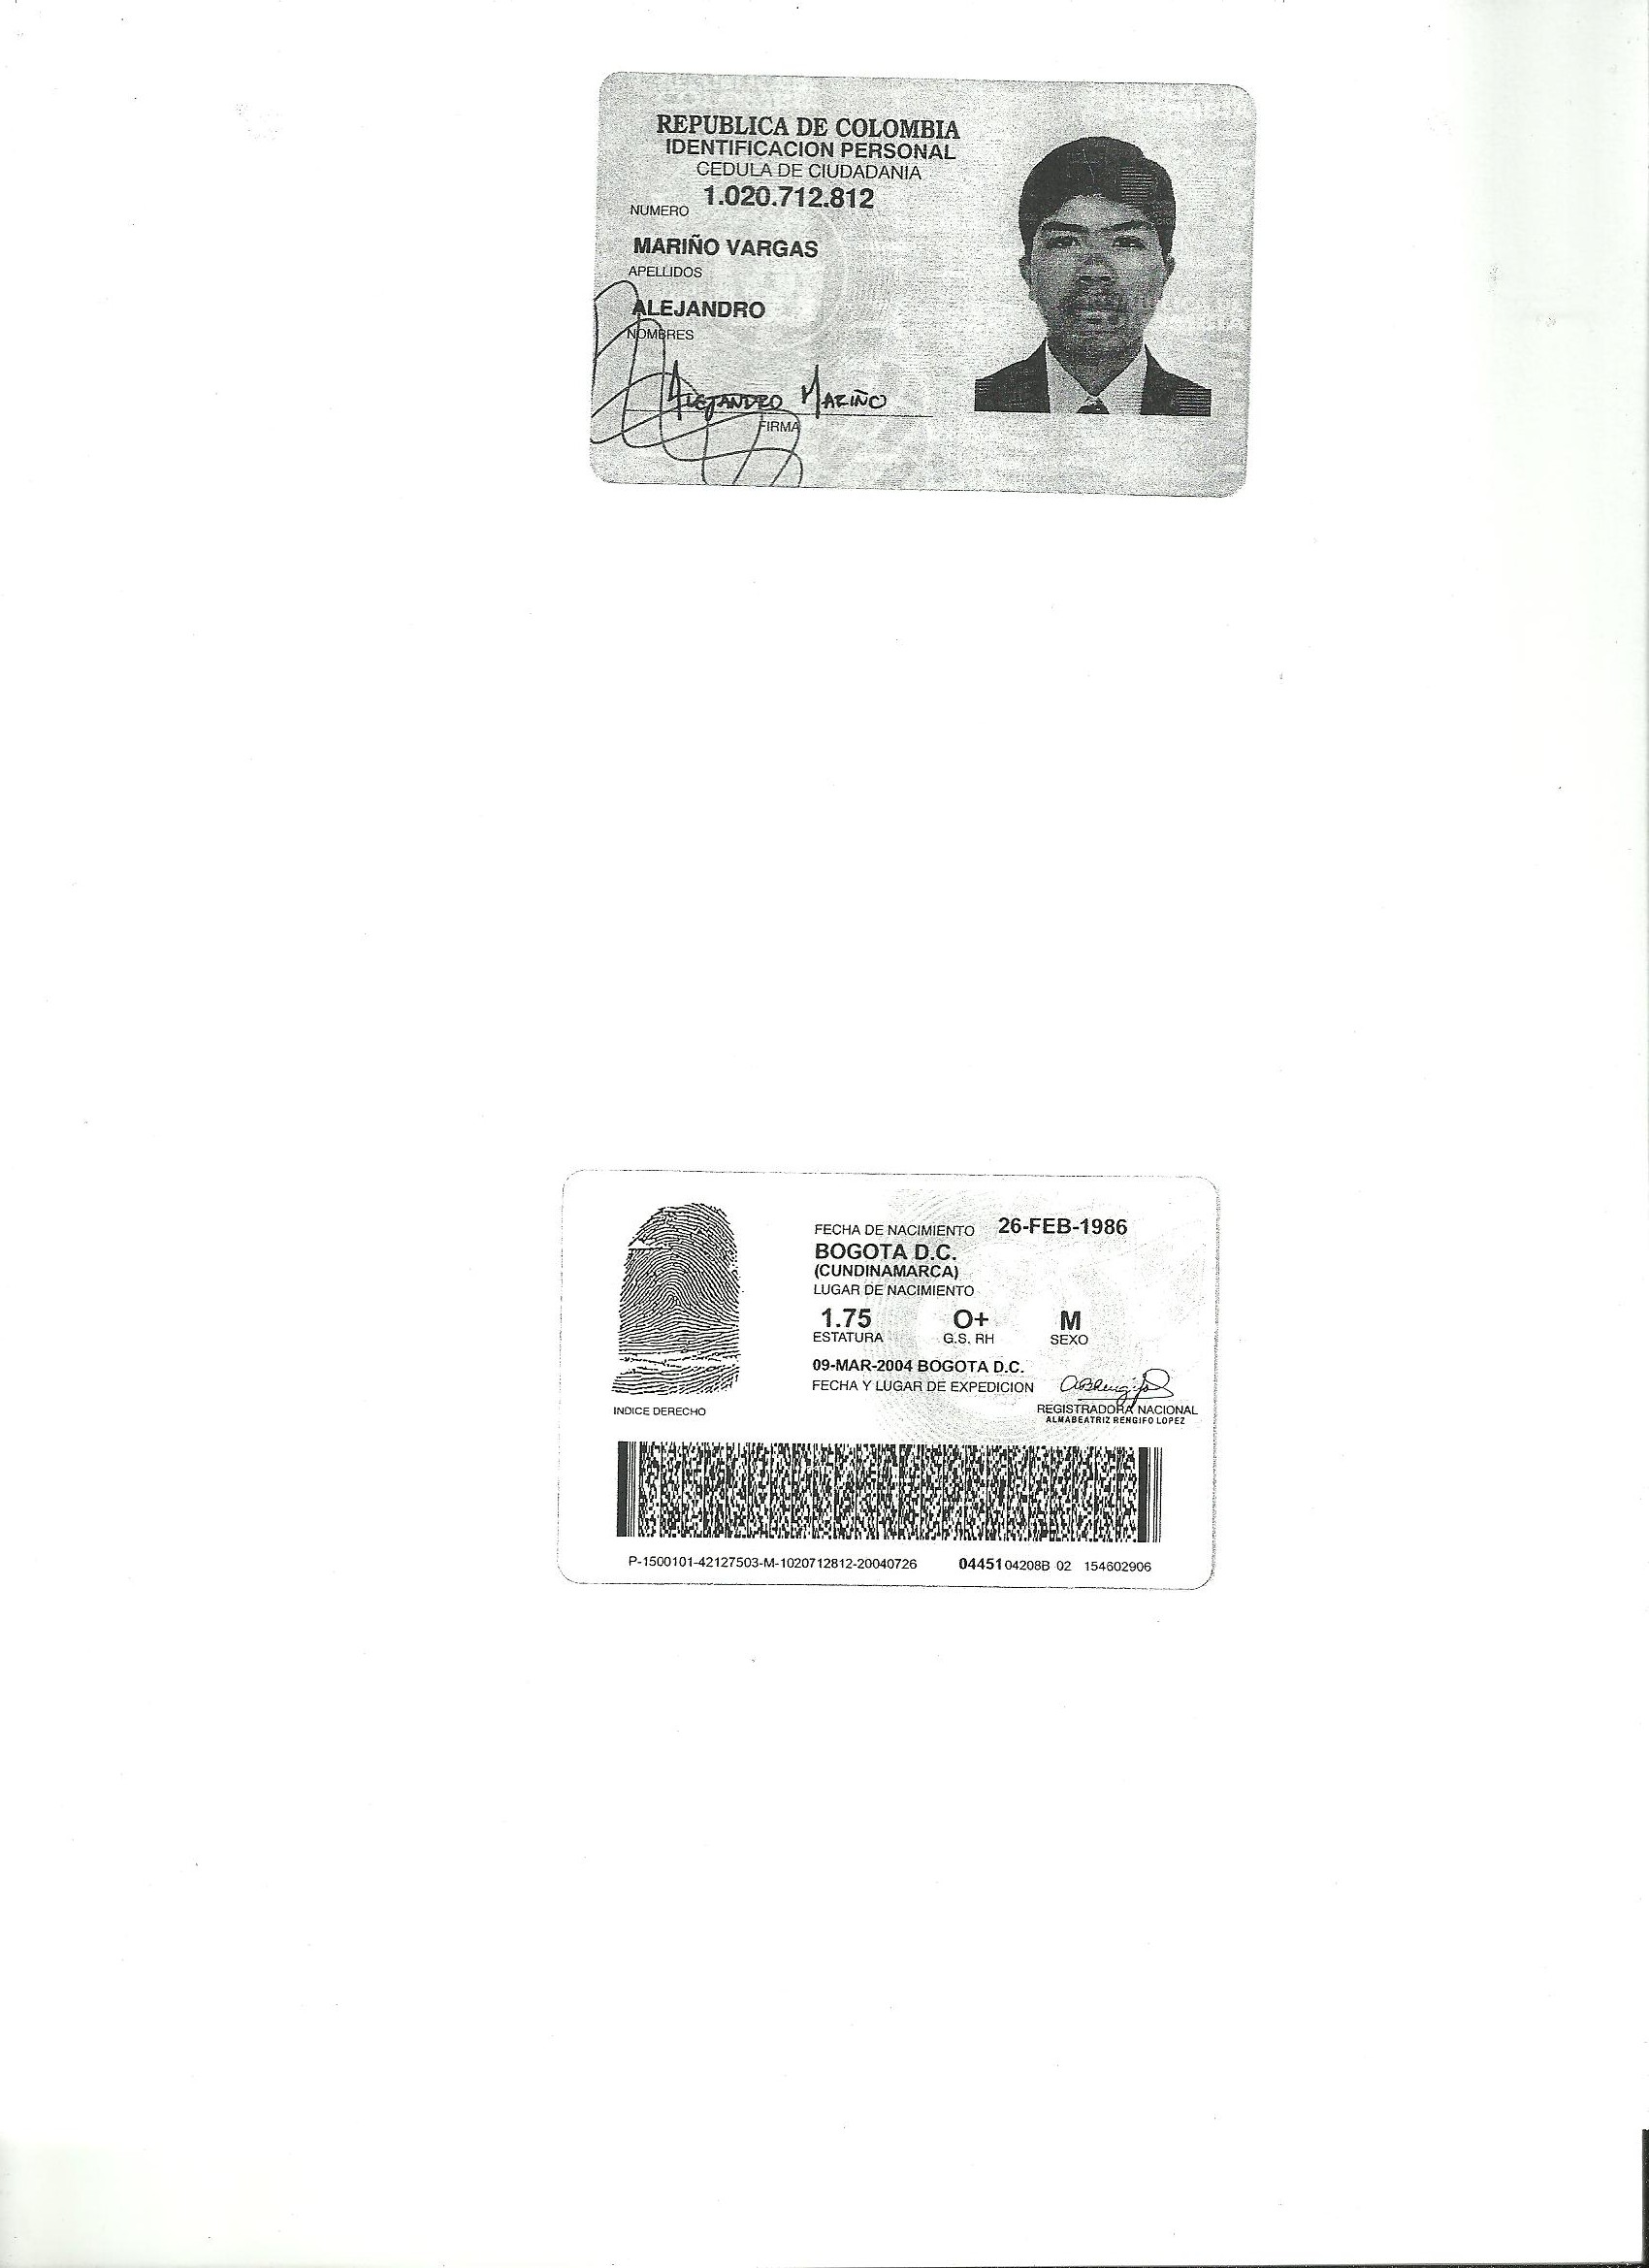 REPUBLICA DE COLOMBIA
IDENTIFICACION PERSONAL
CEDULA DE CIUDADANIA
NUMERO 1.020.712.812
MARIÑO VARGAS
APELLIDOS
ALEJANDRO
NOMBRES
ALEJANDRO MARIÑO
FIRMA
FECHA DE NACIMIENTO 26-FEB-1986
BOGOTA D.C.
(CUNDINAMARCA)
LUGAR DE NACIMIENTO
1.75 O+ M
ESTATURA G.S. RH SEXO
09-MAR-2004 BOGOTA D.C.
FECHA Y LUGAR DE EXPEDICION
INDICE DERECHO
REGISTRADORA NACIONAL
ALMABEATRIZ RENGIFO LOPEZ
P-1500101-42127503-M-1020712812-20040726 0445104208B 02 154602906